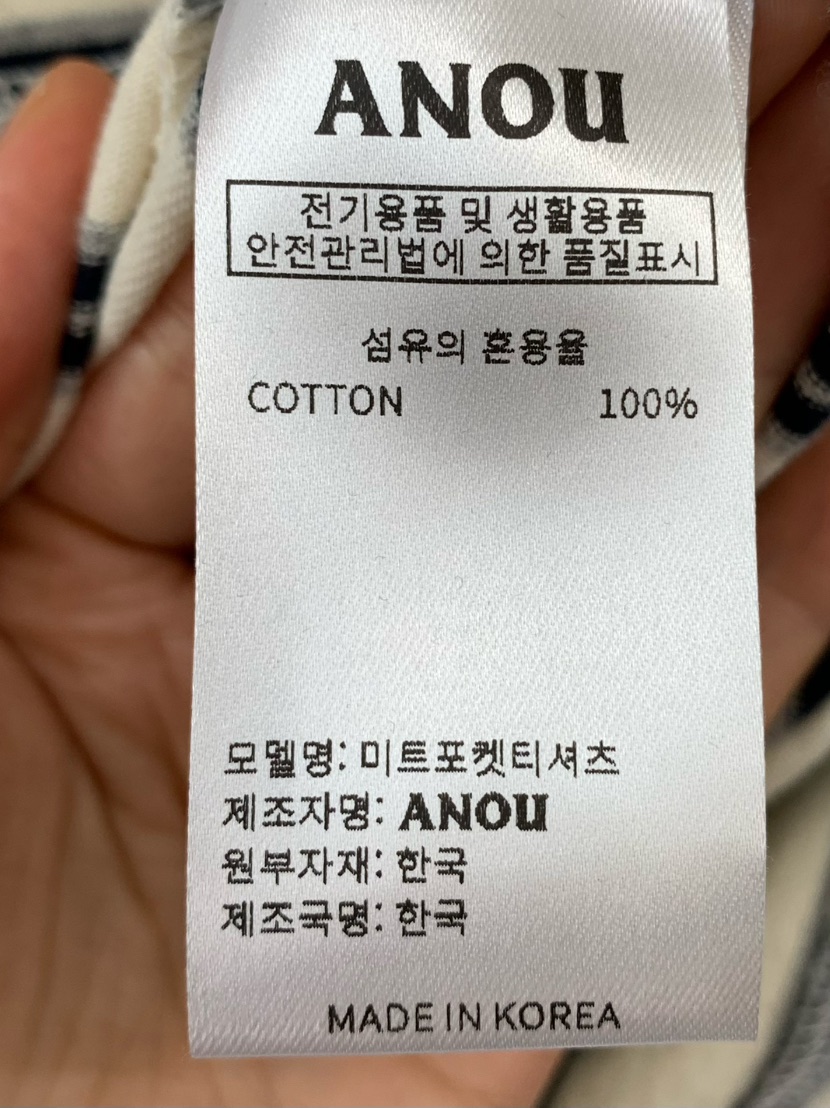 ANOU
전기용품 및 생활용품
안전관리법에 의한 품질표시
섬유의 혼용율
COTTON 100%
모델명: 미트포켓티셔츠
제조자명: ANOU
원부자재: 한국
제조국명: 한국
MADE IN KOREA